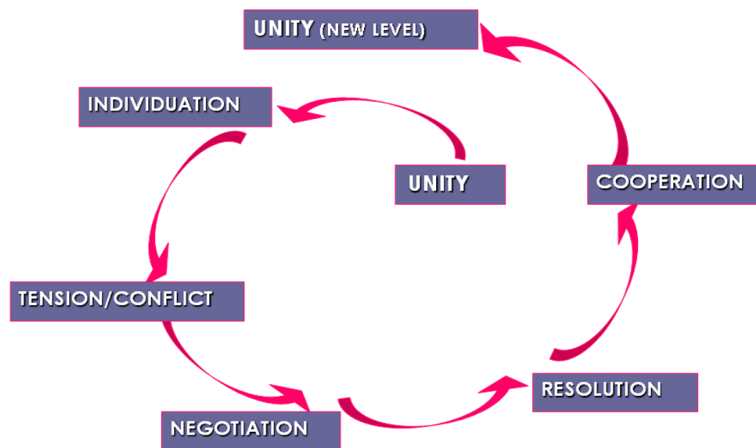 UNITY (NEW LEVEL)
INDIVIDUATION
UNITY
COOPERATION
TENSION/CONFLICT
RESOLUTION
NEGOTIATION